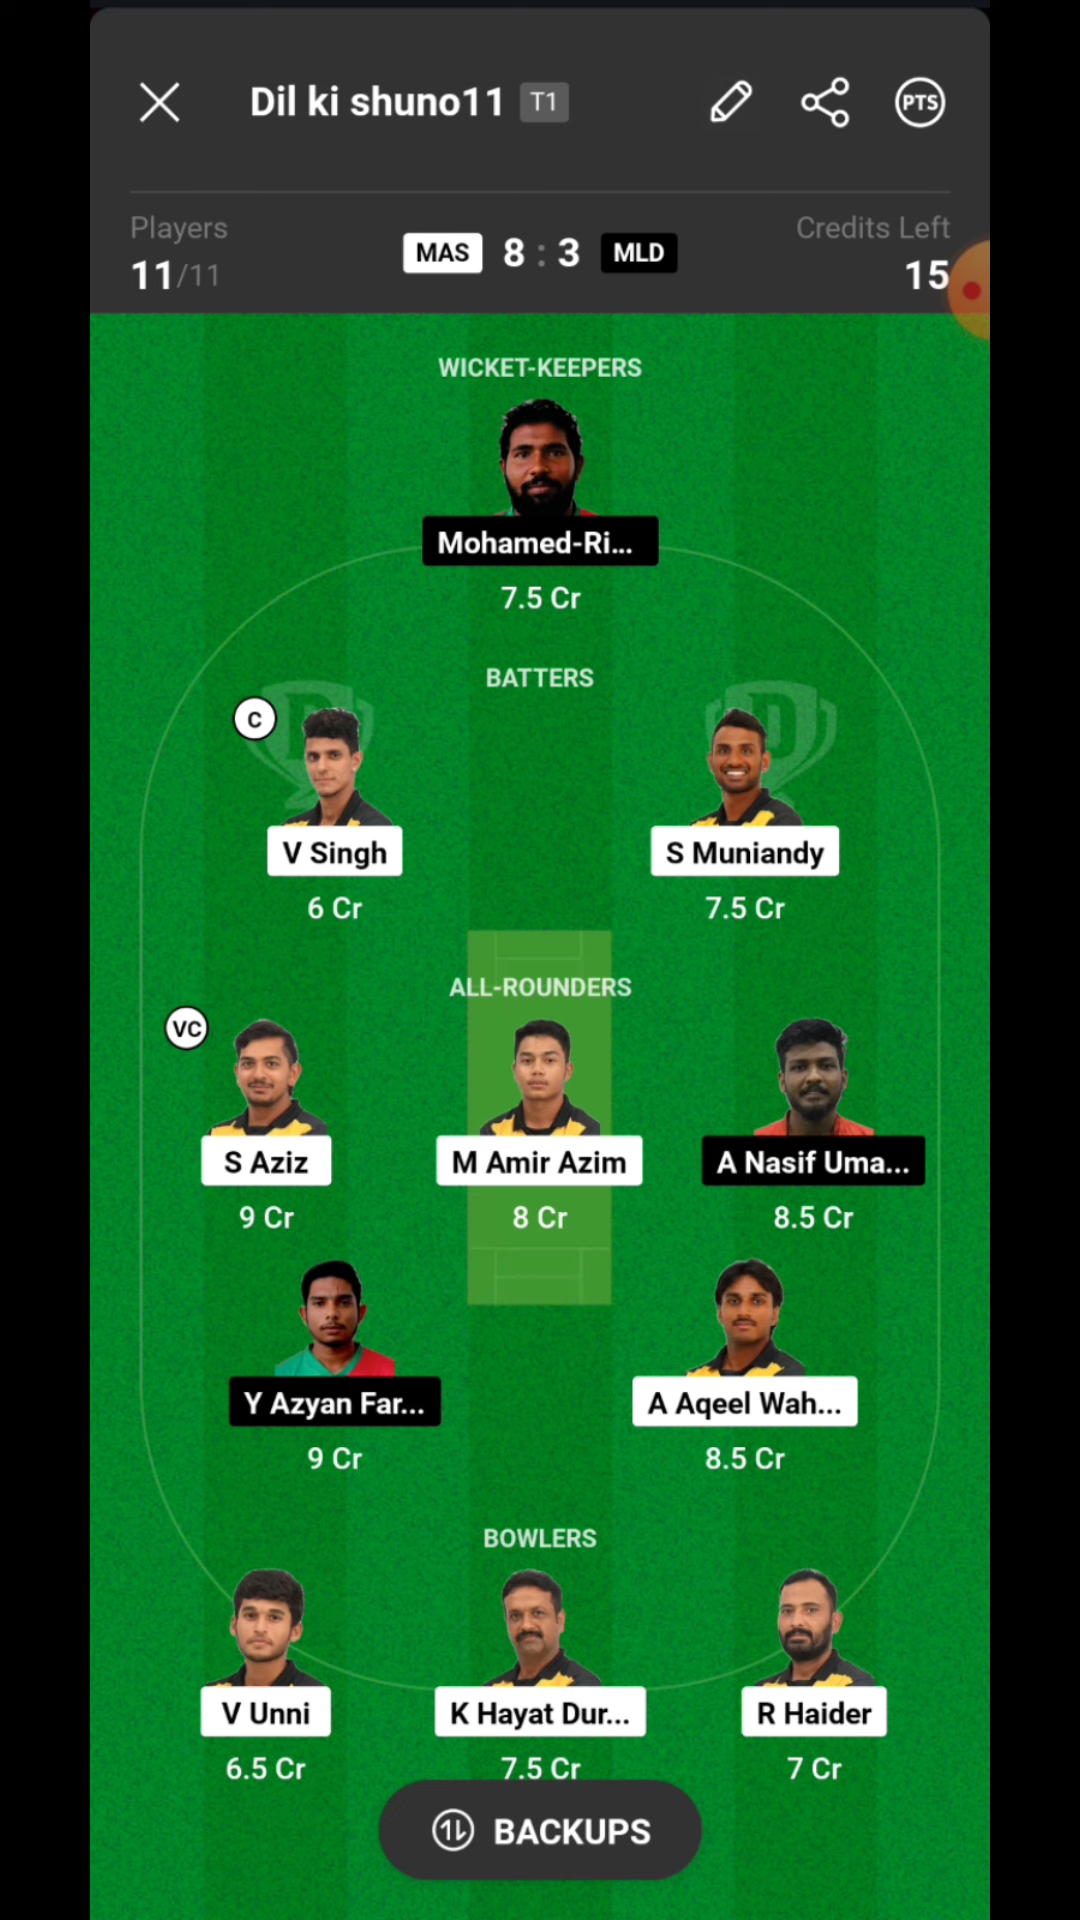 Dil ki shuno11 T1
PTS
Players
Credits Left
11/11
MAS 8 : 3 MLD
15
WICKET-KEEPERS
Mohamed-Ri...
7.5 Cr
BATTERS
C
V Singh
S Muniandy
6 Cr
7.5 Cr
ALL-ROUNDERS
VC
S Aziz
M Amir Azim
A Nasif Uma...
9 Cr
8 Cr
8.5 Cr
Y Azyan Far...
A Aqeel Wah...
9 Cr
8.5 Cr
BOWLERS
V Unni
K Hayat Dur...
R Haider
6.5 Cr
7.5 Cr
7 Cr
BACKUPS